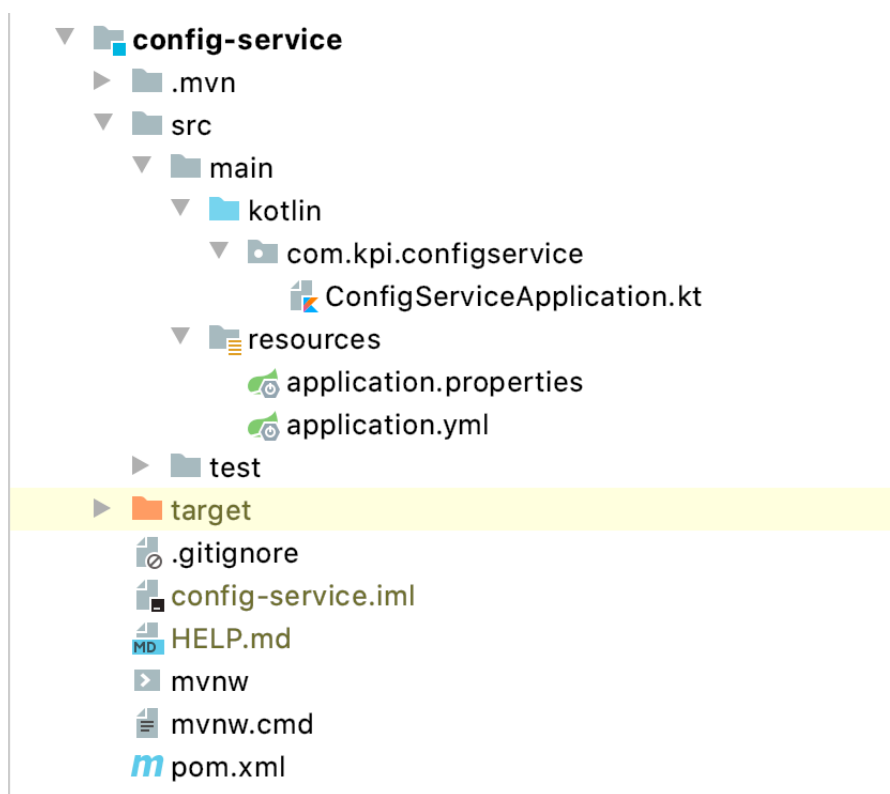 config-service
.mvn
src
main
kotlin
com.kpi.configservice
ConfigServiceApplication.kt
resources
application.properties
application.yml
test
target
.gitignore
config-service.iml
MD HELP.md
mvnw
mvnw.cmd
m pom.xml